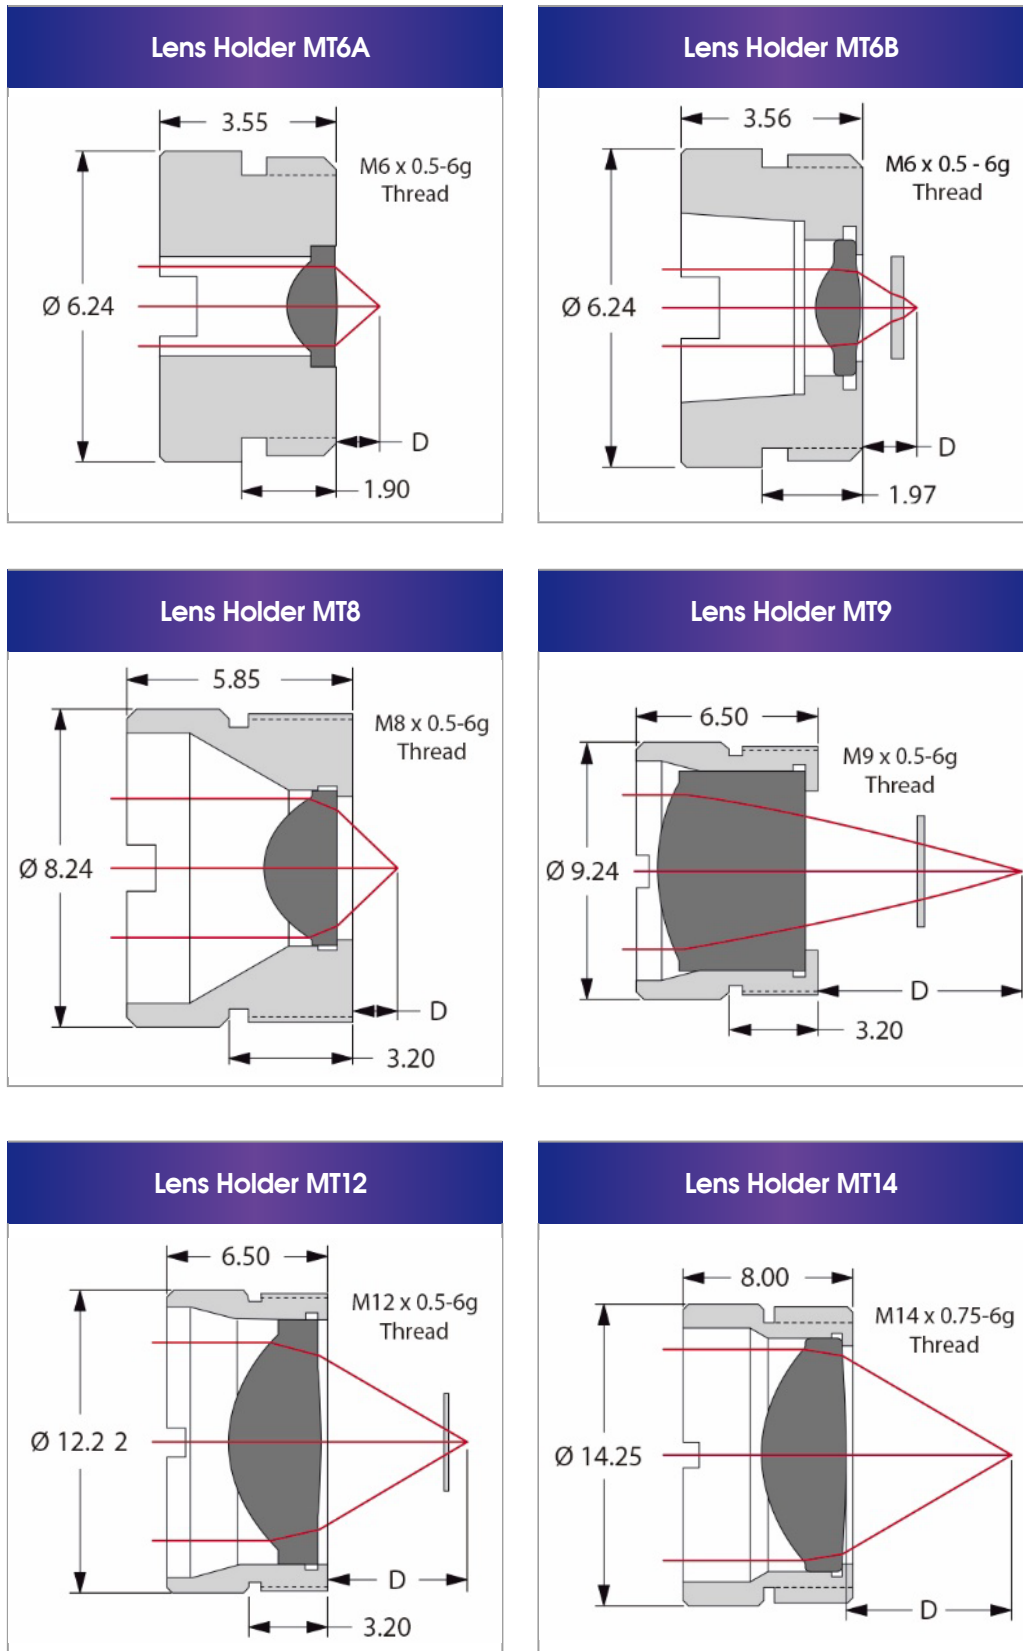 Lens Holder MT6A
3.55
M6 x 0.5-6g
Thread
Ø 6.24
D
1.90
Lens Holder MT6B
3.56
M6 x 0.5 - 6g
Thread
Ø 6.24
D
1.97
Lens Holder MT8
5.85
M8 x 0.5-6g
Thread
Ø 8.24
D
3.20
Lens Holder MT9
6.50
M9 x 0.5-6g
Thread
Ø 9.24
D
3.20
Lens Holder MT12
6.50
M12 x 0.5-6g
Thread
Ø 12.2 2
D
3.20
Lens Holder MT14
8.00
M14 x 0.75-6g
Thread
Ø 14.25
D